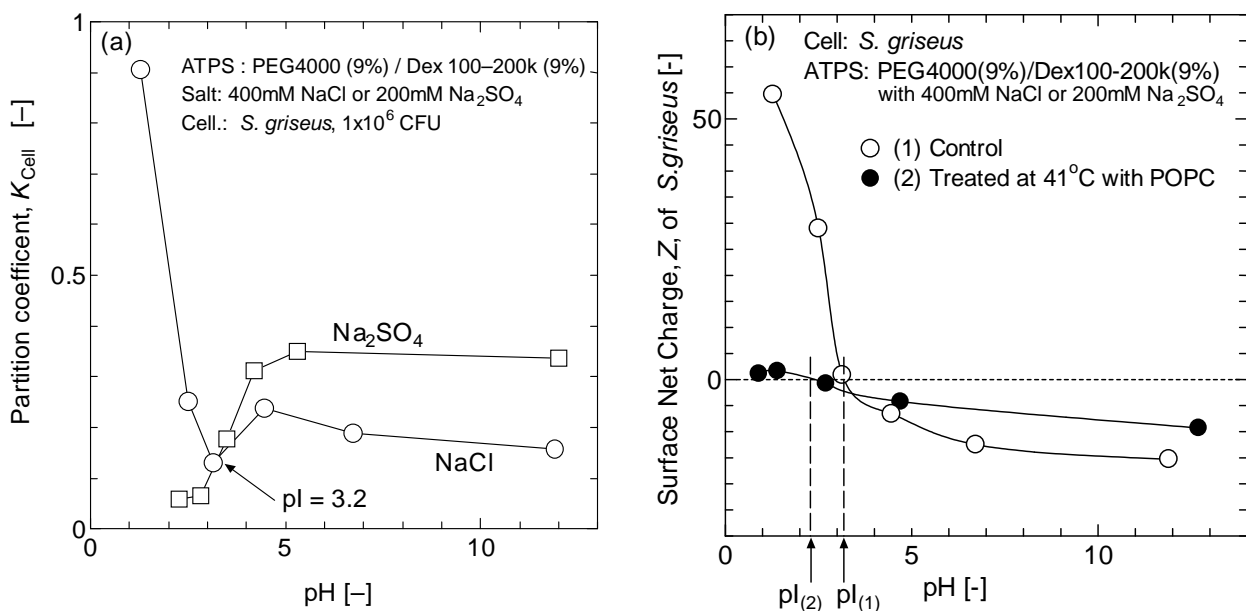 (a)
ATPS : PEG4000 (9%) / Dex 100–200k (9%)
Salt: 400mM NaCl or 200mM Na₂SO₄
Cell.: S. griseus, 1x10⁶ CFU
Partition coefficent, K_Cell [–]
1
0.5
0
Na₂SO₄
NaCl
pI = 3.2
0 5 10
pH [–]
(b)
Cell: S. griseus
ATPS: PEG4000(9%)/Dex100-200k(9%)
with 400mM NaCl or 200mM Na₂SO₄
(1) Control
(2) Treated at 41°C with POPC
Surface Net Charge, Z, of S.griseus [-]
50
0
0 5 10
pI₍₂₎ pI₍₁₎
pH [-]